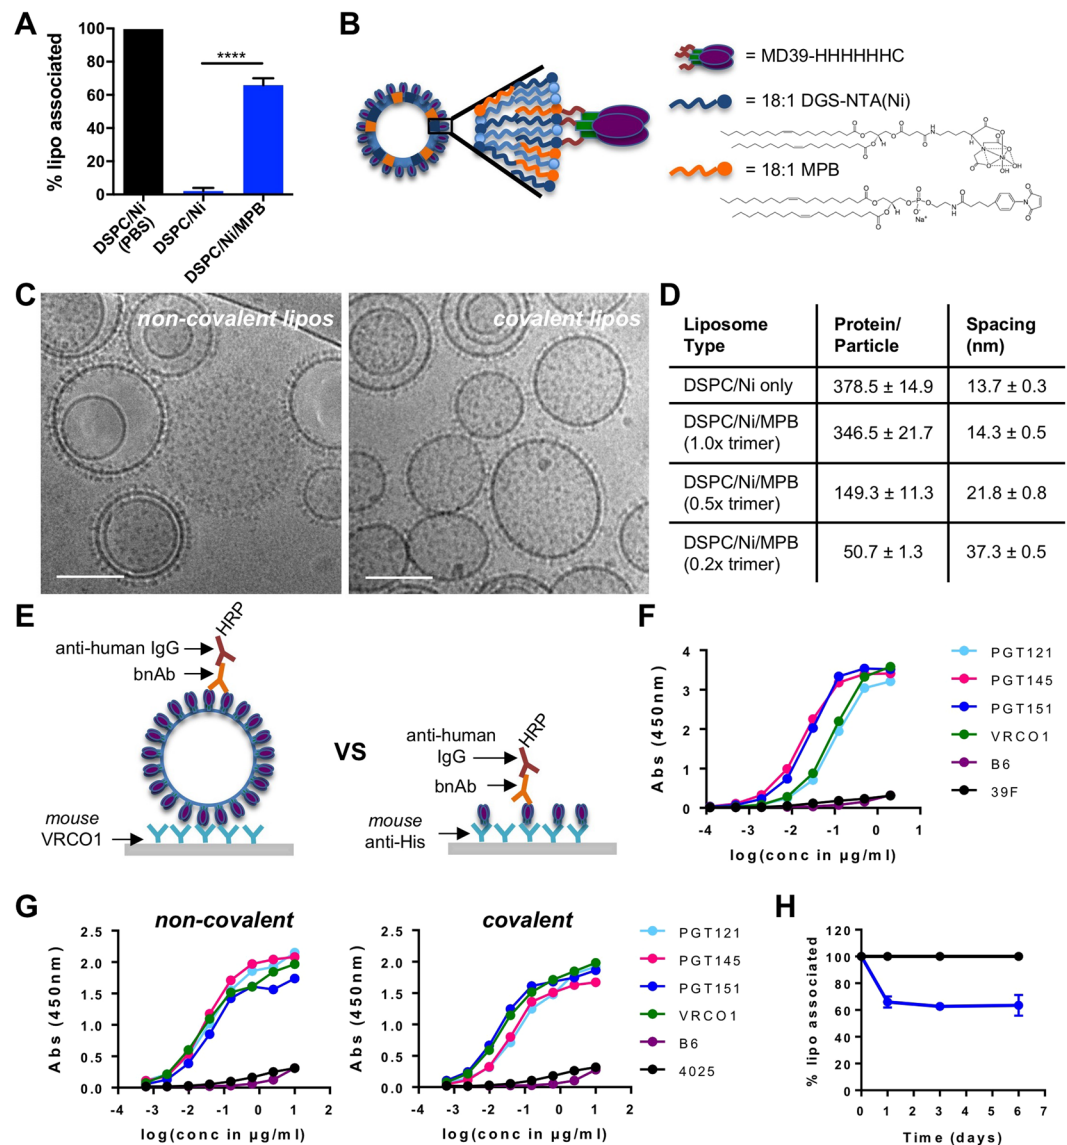 A
% lipo associated
100
80
60
40
20
0
****
DSPC/Ni (PBS)
DSPC/Ni
DSPC/Ni/MPB
B
= MD39-HHHHHHC
= 18:1 DGS-NTA(Ni)
= 18:1 MPB
C
non-covalent lipos
covalent lipos
D
Liposome Type
Protein/ Particle
Spacing (nm)
DSPC/Ni only
378.5 ± 14.9
13.7 ± 0.3
DSPC/Ni/MPB (1.0x trimer)
346.5 ± 21.7
14.3 ± 0.5
DSPC/Ni/MPB (0.5x trimer)
149.3 ± 11.3
21.8 ± 0.8
DSPC/Ni/MPB (0.2x trimer)
50.7 ± 1.3
37.3 ± 0.5
E
HRP
anti-human IgG
bnAb
mouse
VRCO1
VS
HRP
anti-human
IgG
bnAb
mouse
anti-His
F
Abs (450nm)
4
3
2
1
0
-4 -3 -2 -1 0 1
log(conc in µg/ml)
PGT121
PGT145
PGT151
VRCO1
B6
39F
G
non-covalent
Abs (450nm)
2.5
2.0
1.5
1.0
0.5
0.0
-4 -3 -2 -1 0 1 2
log(conc in µg/ml)
covalent
Abs (450nm)
2.5
2.0
1.5
1.0
0.5
0.0
-4 -3 -2 -1 0 1 2
log(conc in µg/ml)
PGT121
PGT145
PGT151
VRCO1
B6
4025
H
% lipo associated
120
100
80
60
40
20
0
0 1 2 3 4 5 6 7
Time (days)